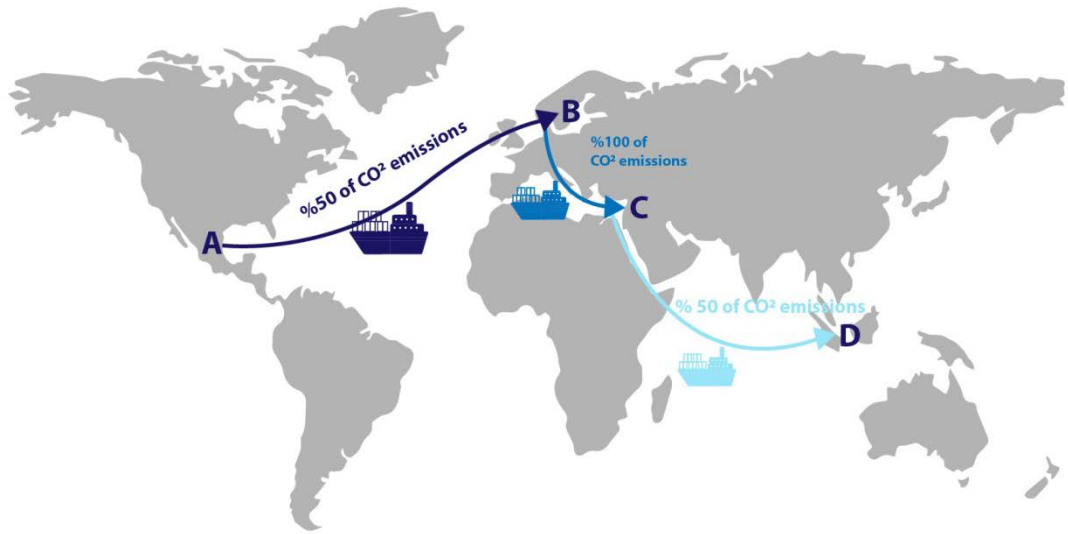 %50 of CO² emissions
A
B
%100 of
CO² emissions
C
% 50 of CO² emissions
D